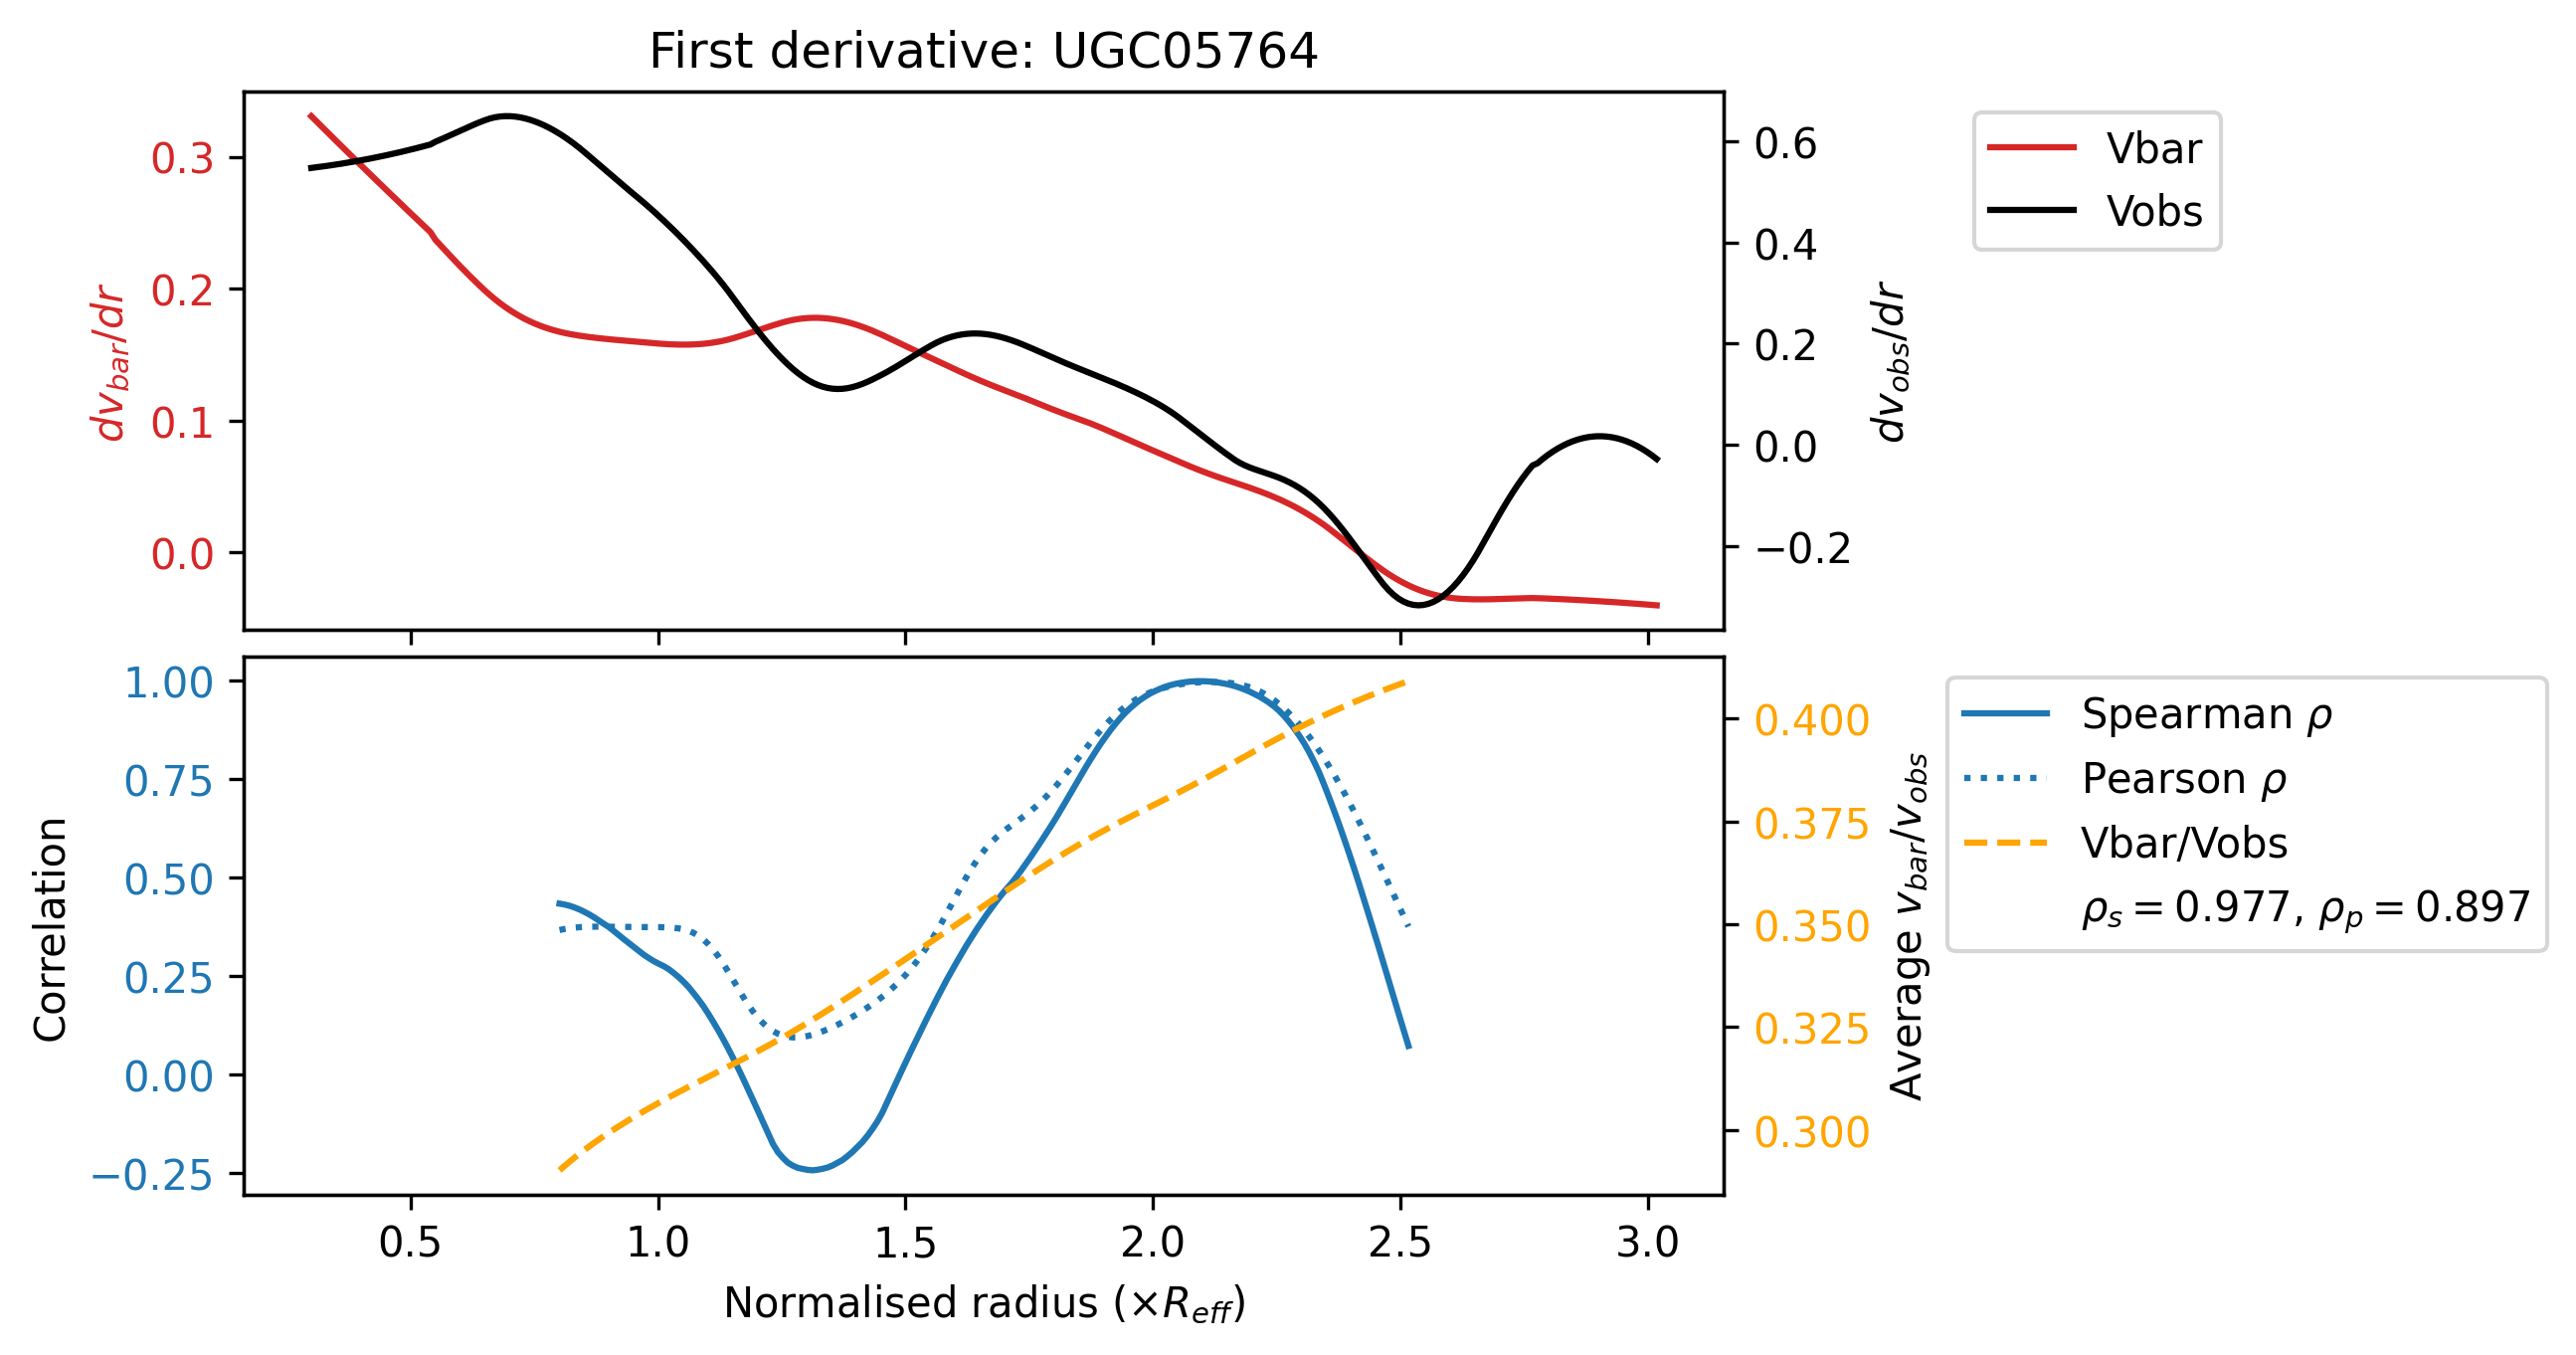 First derivative: UGC05764
0.3
0.2
0.1
0.0
dv_bar/dr
0.6
0.4
0.2
0.0
−0.2
dv_obs/dr
Vbar
Vobs
1.00
0.75
0.50
0.25
0.00
−0.25
Correlation
0.400
0.375
0.350
0.325
0.300
Average v_bar/v_obs
Spearman ρ
Pearson ρ
Vbar/Vobs
ρ_s = 0.977, ρ_p = 0.897
0.5 1.0 1.5 2.0 2.5 3.0
Normalised radius (×R_eff)